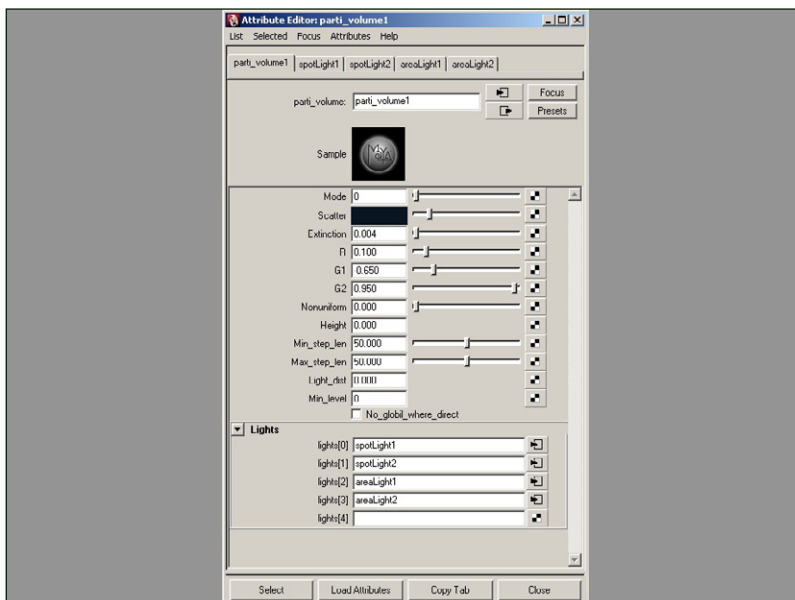 Attribute Editor: parti_volume1
List Selected Focus Attributes Help
parti_volume1 spotLight1 spotLight2 areaLight1 areaLight2
parti_volume: parti_volume1 Focus
Presets
Sample
Mode 0
Scatter
Extinction 0.004
R 0.100
G1 0.650
G2 0.950
Nonuniform 0.000
Height 0.000
Min_step_len 50.000
Max_step_len 50.000
Light_dist 0.000
Min_level 0
No_globil_where_direct
Lights
lights[0] spotLight1
lights[1] spotLight2
lights[2] areaLight1
lights[3] areaLight2
lights[4]
Select Load Attributes Copy Tab Close